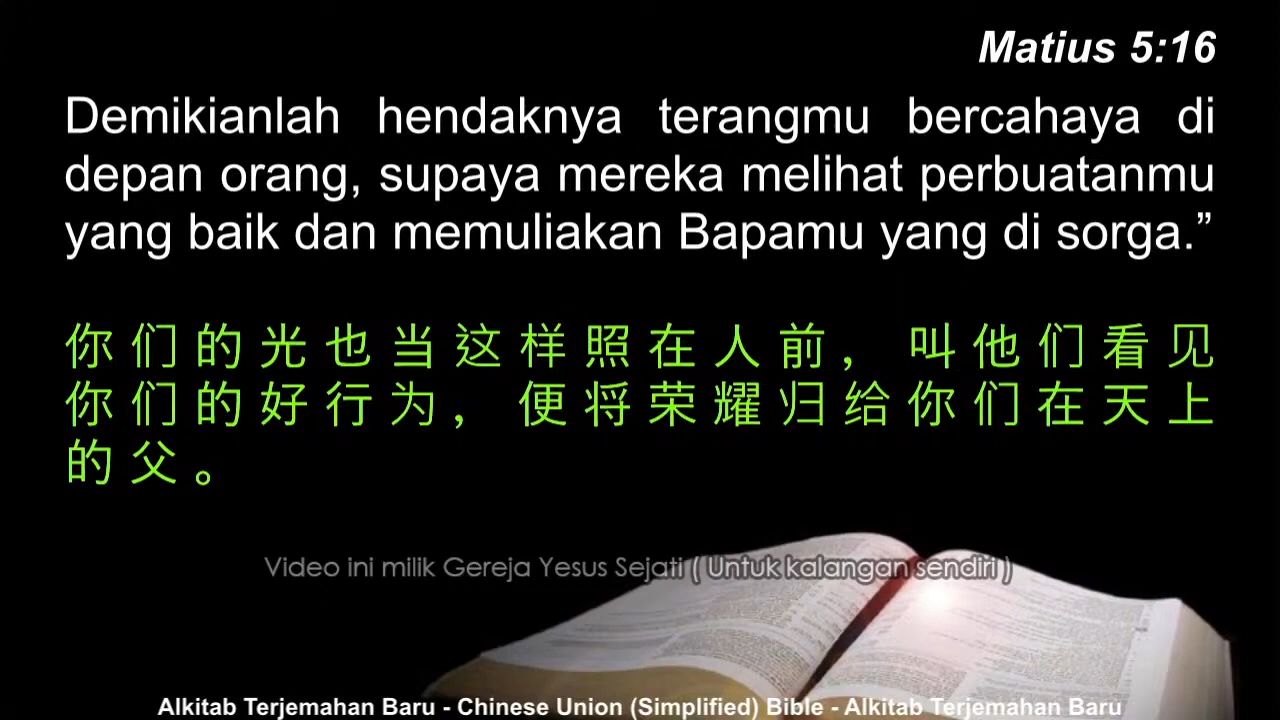 Matius 5:16
Demikianlah hendaknya terangmu bercahaya di
depan orang, supaya mereka melihat perbuatanmu
yang baik dan memuliakan Bapamu yang di sorga.”
你们的光也当这样照在人前，叫他们看见
你们的好行为，便将荣耀归给你们在天上
的父。
Video ini milik Gereja Yesus Sejati ( Untuk kalangan sendiri )
Alkitab Terjemahan Baru - Chinese Union (Simplified) Bible - Alkitab Terjemahan Baru